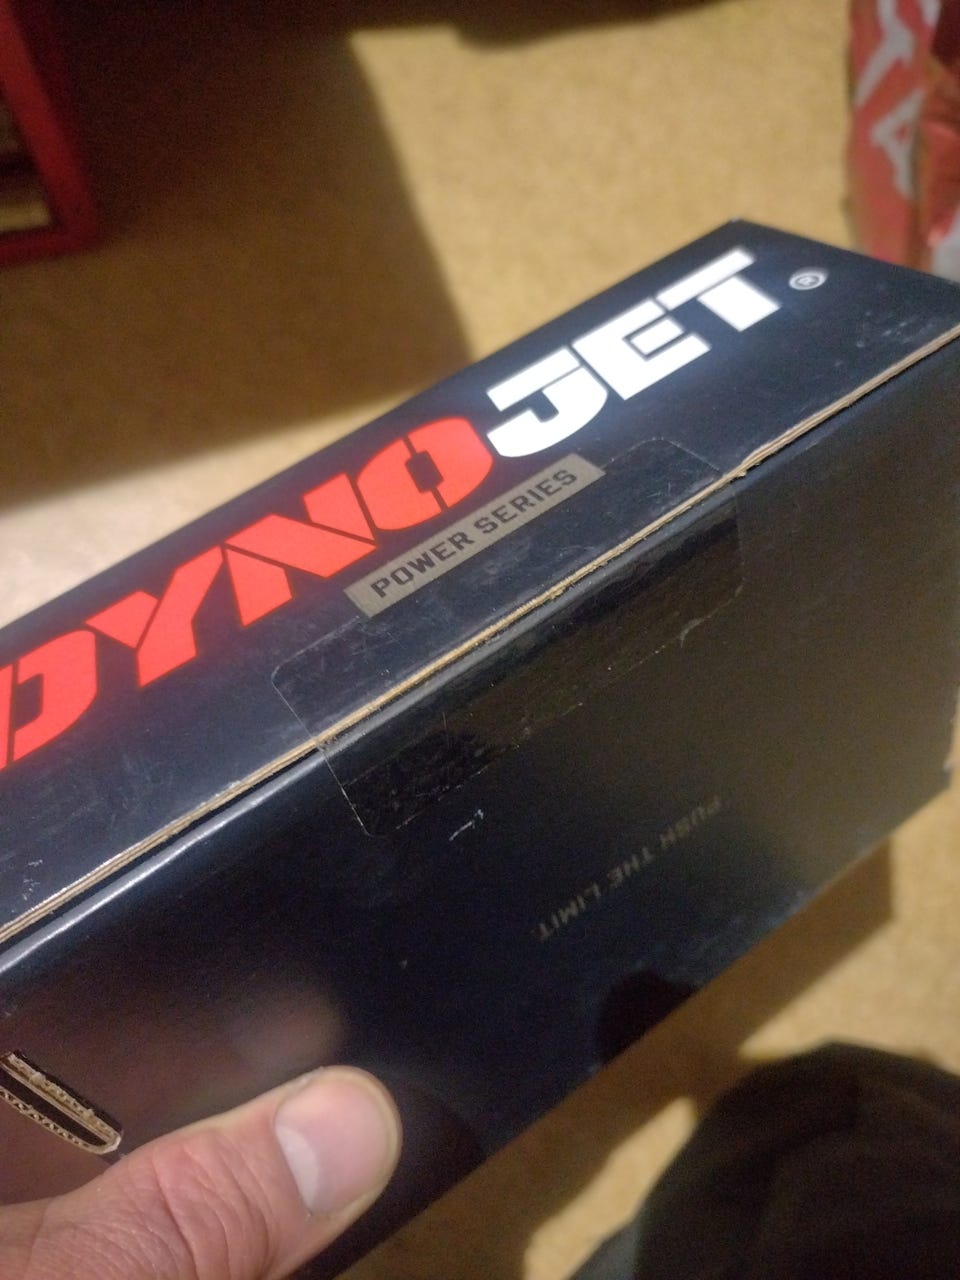 DYNOJET®
POWER SERIES
PUSH THE LIMIT